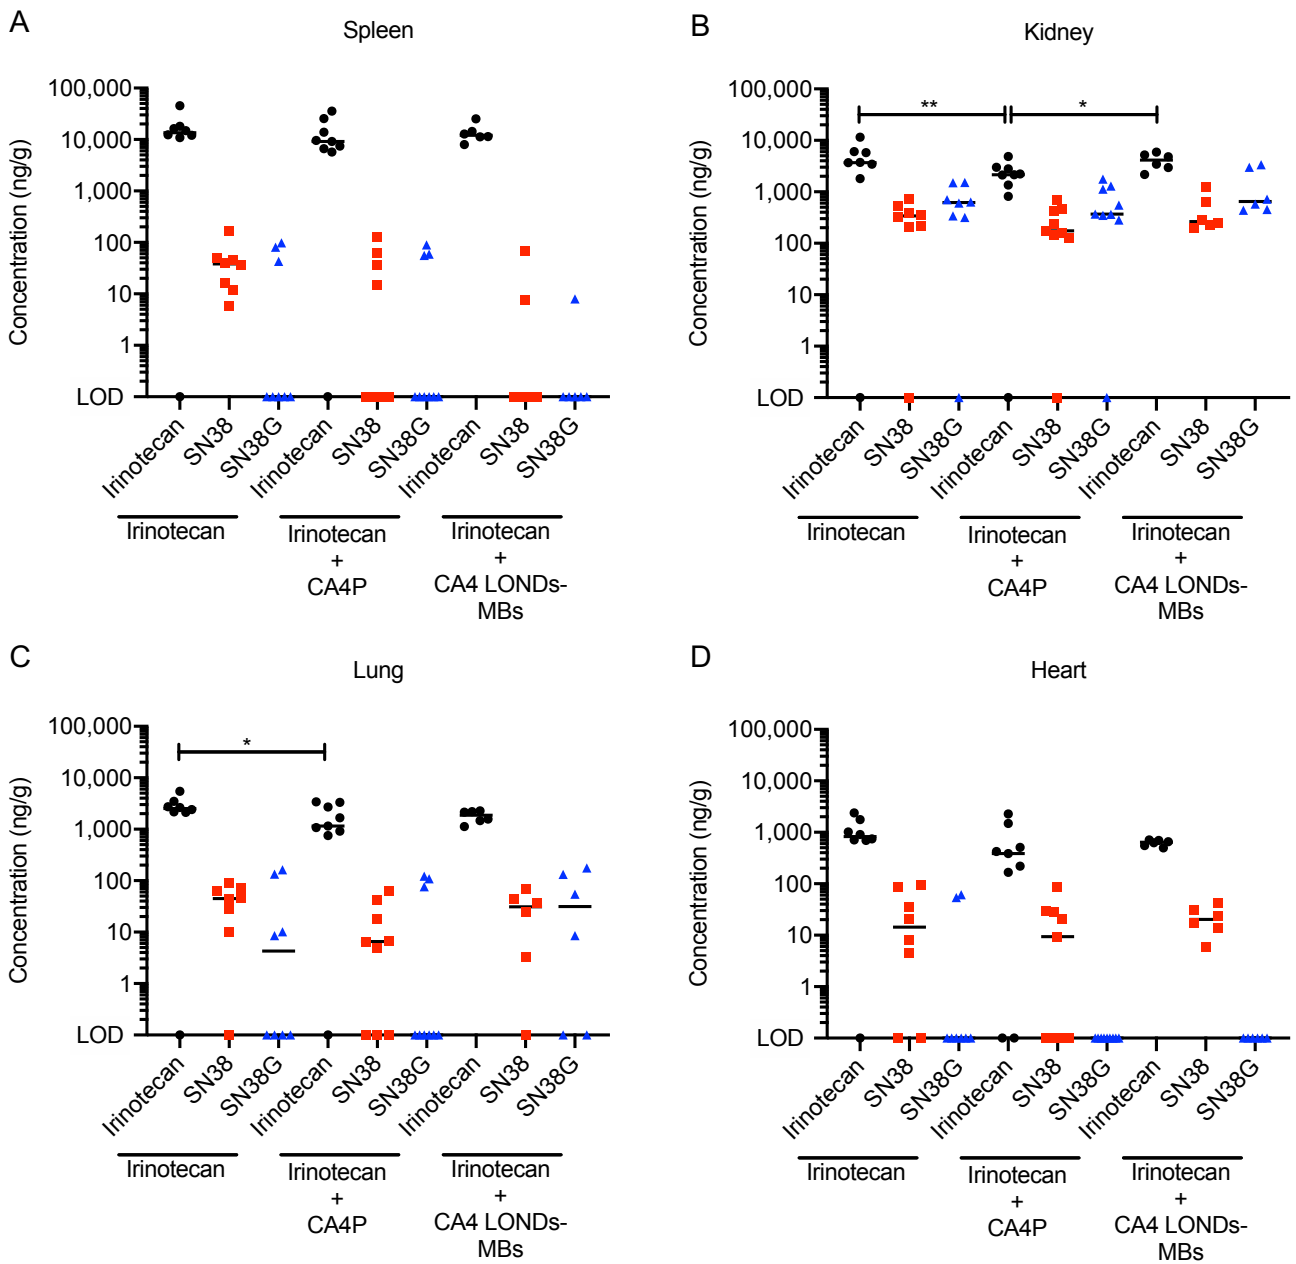 A
Spleen
Concentration (ng/g)
100,000
10,000
1,000
100
10
1
LOD
Irinotecan
SN38
SN38G
Irinotecan
SN38
SN38G
Irinotecan
SN38
SN38G
Irinotecan
Irinotecan
+
CA4P
Irinotecan
+
CA4 LONDs-
MBs
B
Kidney
Concentration (ng/g)
100,000
10,000
1,000
100
10
1
LOD
**
*
Irinotecan
SN38
SN38G
Irinotecan
SN38
SN38G
Irinotecan
SN38
SN38G
Irinotecan
Irinotecan
+
CA4P
Irinotecan
+
CA4 LONDs-
MBs
C
Lung
Concentration (ng/g)
100,000
10,000
1,000
100
10
1
LOD
*
Irinotecan
SN38
SN38G
Irinotecan
SN38
SN38G
Irinotecan
SN38
SN38G
Irinotecan
Irinotecan
+
CA4P
Irinotecan
+
CA4 LONDs-
MBs
D
Heart
Concentration (ng/g)
100,000
10,000
1,000
100
10
1
LOD
Irinotecan
SN38
SN38G
Irinotecan
SN38
SN38G
Irinotecan
SN38
SN38G
Irinotecan
Irinotecan
+
CA4P
Irinotecan
+
CA4 LONDs-
MBs